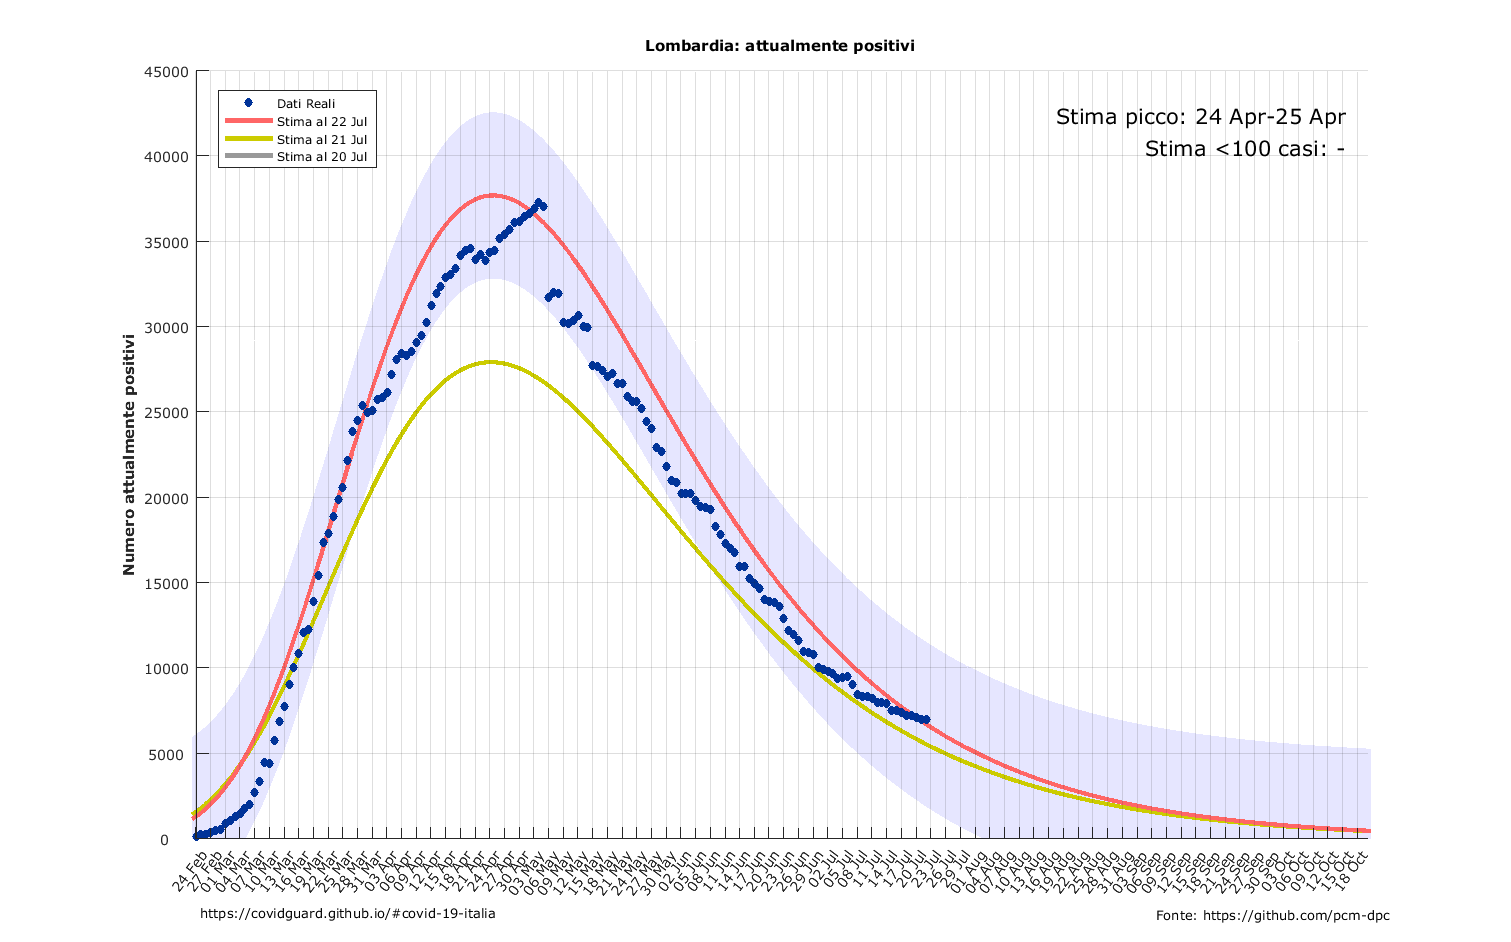 Lombardia: attualmente positivi
Stima picco: 24 Apr-25 Apr
Stima <100 casi: -
Dati Reali
Stima al 22 Jul
Stima al 21 Jul
Stima al 20 Jul
Numero attualmente positivi
45000
40000
35000
30000
25000
20000
15000
10000
5000
0
24 Feb
27 Feb
01 Mar
04 Mar
07 Mar
10 Mar
13 Mar
16 Mar
19 Mar
22 Mar
25 Mar
28 Mar
31 Mar
03 Apr
06 Apr
09 Apr
12 Apr
15 Apr
18 Apr
21 Apr
24 Apr
27 Apr
30 Apr
03 May
06 May
09 May
12 May
15 May
18 May
21 May
24 May
27 May
30 May
02 Jun
05 Jun
08 Jun
11 Jun
14 Jun
17 Jun
20 Jun
23 Jun
26 Jun
29 Jun
02 Jul
05 Jul
08 Jul
11 Jul
14 Jul
17 Jul
20 Jul
23 Jul
26 Jul
29 Jul
01 Aug
04 Aug
07 Aug
10 Aug
13 Aug
16 Aug
19 Aug
22 Aug
25 Aug
28 Aug
31 Aug
03 Sep
06 Sep
09 Sep
12 Sep
15 Sep
18 Sep
21 Sep
24 Sep
27 Sep
30 Sep
03 Oct
06 Oct
09 Oct
12 Oct
15 Oct
18 Oct
https://covidguard.github.io/#covid-19-italia
Fonte: https://github.com/pcm-dpc